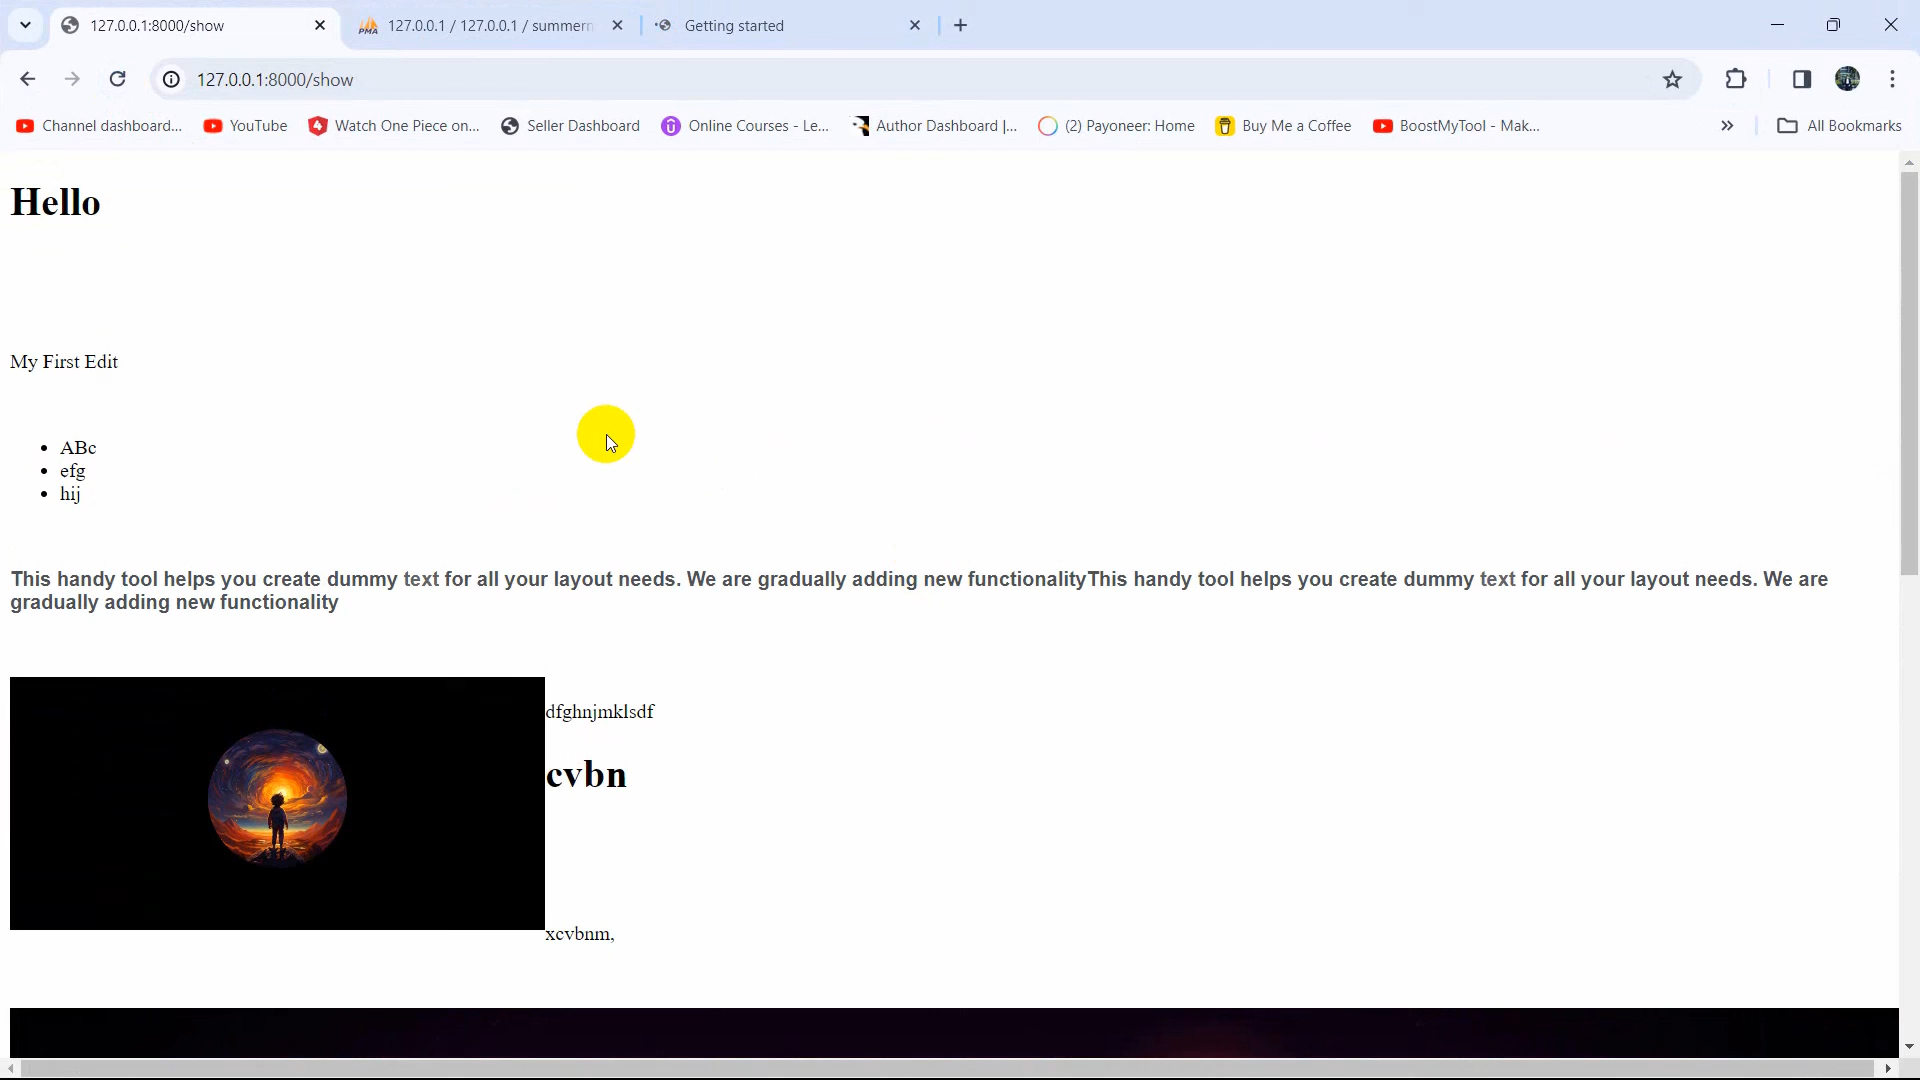 127.0.0.1:8000/show
PMA 127.0.0.1 / 127.0.0.1 / summern
Getting started
127.0.0.1:8000/show
Channel dashboard...
YouTube
4 Watch One Piece on...
Seller Dashboard
Online Courses - Le...
Author Dashboard |...
(2) Payoneer: Home
Buy Me a Coffee
BoostMyTool - Mak...
All Bookmarks
Hello
My First Edit
ABc
efg
hij
This handy tool helps you create dummy text for all your layout needs. We are gradually adding new functionalityThis handy tool helps you create dummy text for all your layout needs. We are
gradually adding new functionality
dfghnjmklsdf
cvbn
xcvbnm,